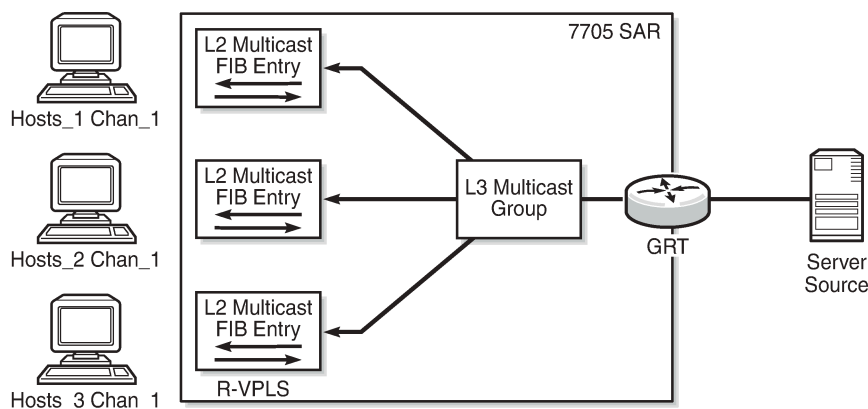 7705 SAR
L2 Multicast
FIB Entry
Hosts_1 Chan_1
L2 Multicast
FIB Entry
L3 Multicast
Group
GRT
Hosts_2 Chan_1
Server
Source
L2 Multicast
FIB Entry
R-VPLS
Hosts_3 Chan_1